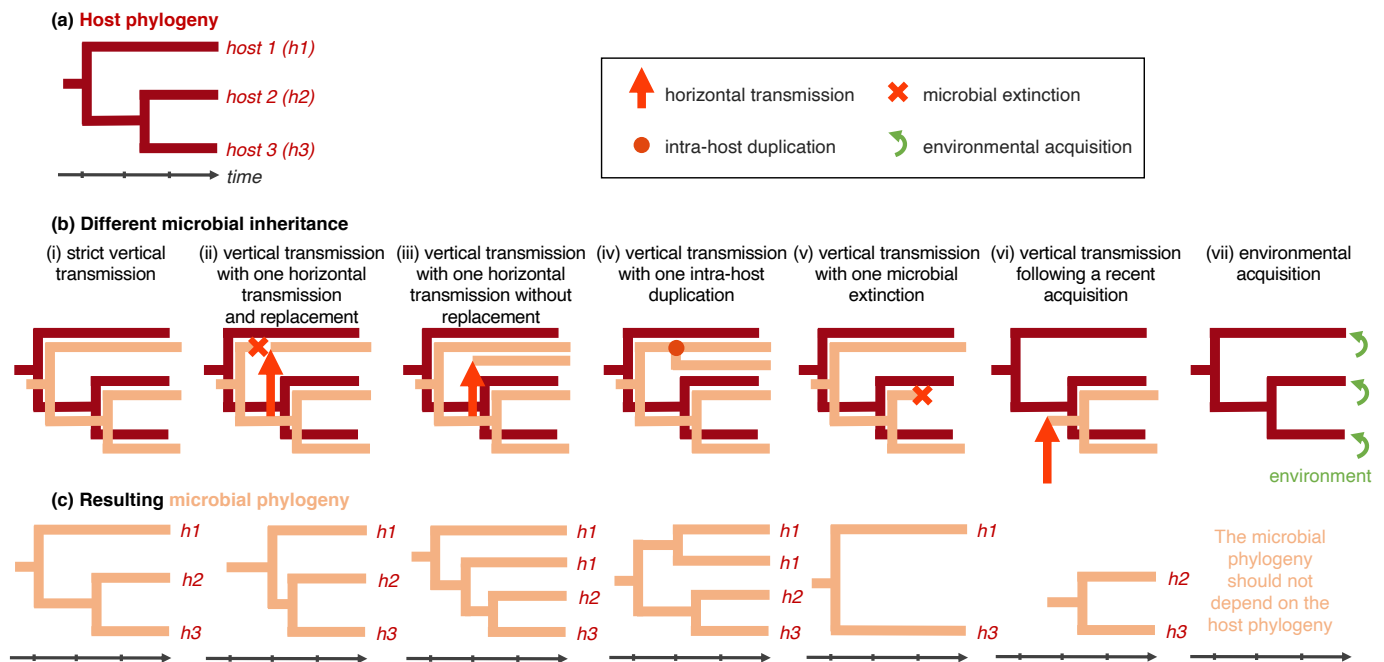 (a) Host phylogeny
host 1 (h1)
host 2 (h2)
host 3 (h3)
time
horizontal transmission
microbial extinction
intra-host duplication
environmental acquisition
(b) Different microbial inheritance
(i) strict vertical
transmission
(ii) vertical transmission
with one horizontal
transmission
and replacement
(iii) vertical transmission
with one horizontal
transmission without
replacement
(iv) vertical transmission
with one intra-host
duplication
(v) vertical transmission
with one microbial
extinction
(vi) vertical transmission
following a recent
acquisition
(vii) environmental
acquisition
environment
(c) Resulting microbial phylogeny
h1
h2
h3
h1
h2
h3
h1
h1
h2
h3
h1
h1
h2
h3
h1
h3
h2
h3
The microbial
phylogeny
should not
depend on the
host phylogeny